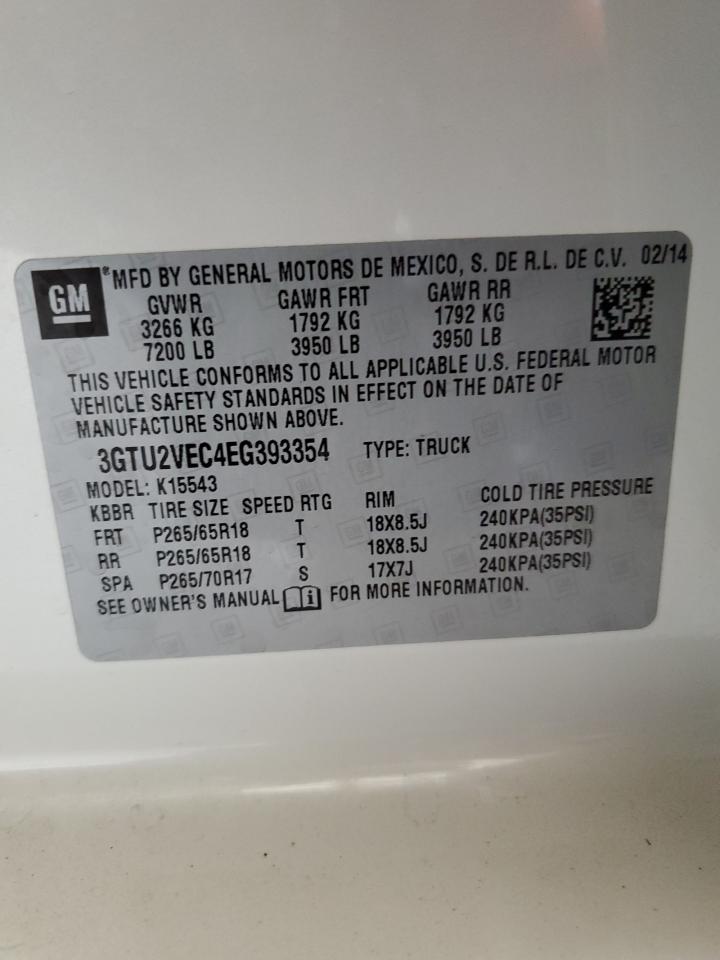 GM
®MFD BY GENERAL MOTORS DE MEXICO, S. DE R.L. DE C.V. 02/14
GVWR GAWR FRT GAWR RR
3266 KG 1792 KG 1792 KG
7200 LB 3950 LB 3950 LB
THIS VEHICLE CONFORMS TO ALL APPLICABLE U.S. FEDERAL MOTOR
VEHICLE SAFETY STANDARDS IN EFFECT ON THE DATE OF
MANUFACTURE SHOWN ABOVE.
3GTU2VEC4EG393354 TYPE: TRUCK
MODEL: K15543
KBBR TIRE SIZE SPEED RTG RIM COLD TIRE PRESSURE
FRT P265/65R18 T 18X8.5J 240KPA(35PSI)
RR P265/65R18 T 18X8.5J 240KPA(35PSI)
SPA P265/70R17 S 17X7J 240KPA(35PSI)
SEE OWNER'S MANUAL i FOR MORE INFORMATION.